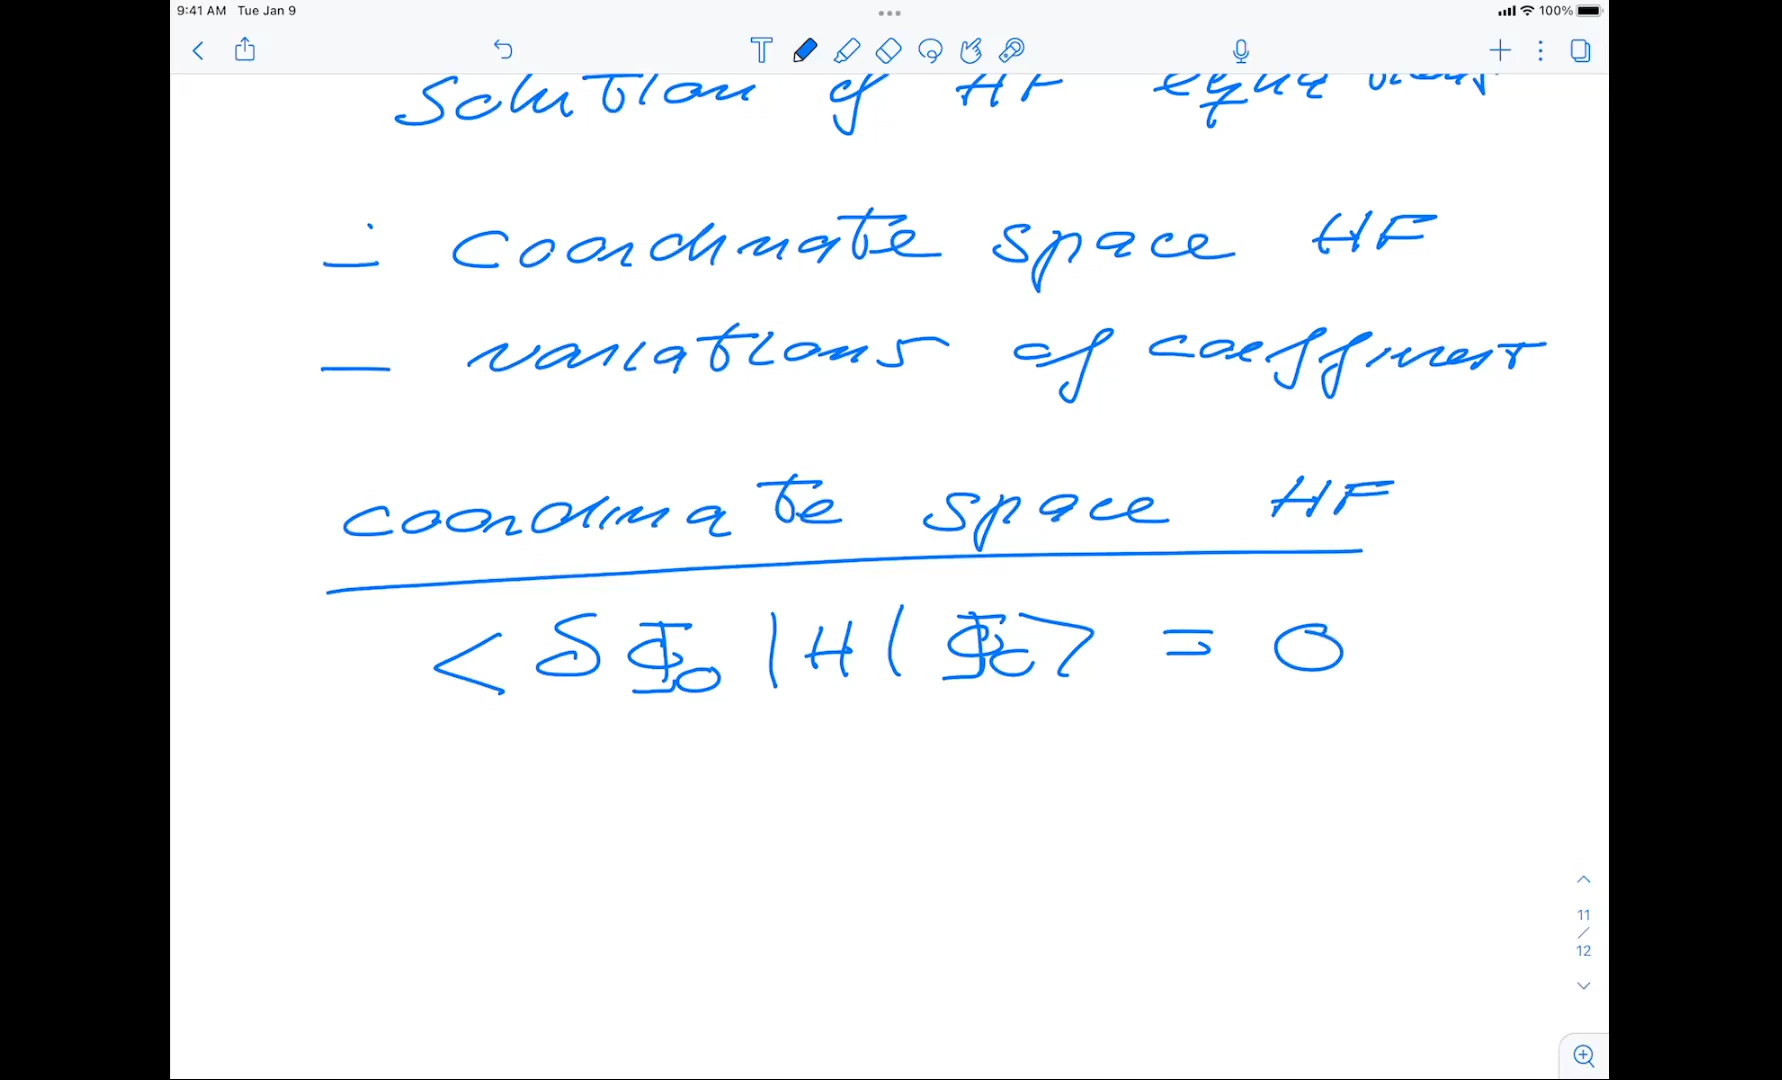 9:41 AM Tue Jan 9
100%
Solution of HF equations
- coordinate space HF
- variations of coefficient
coordinate space HF
< δΦ₀ | H | Φ₀ > = 0
11
/
12